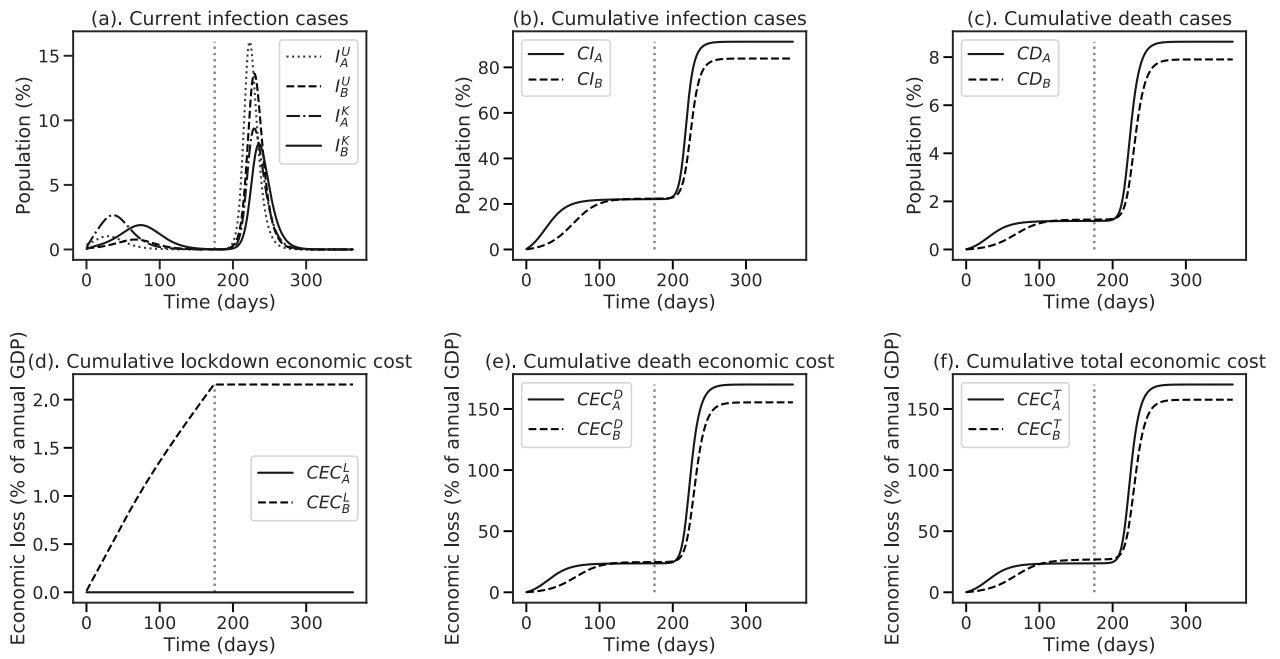 (a). Current infection cases
Population (%)
15
10
5
0
I_A^U
I_B^U
I_A^K
I_B^K
0 100 200 300
Time (days)
(b). Cumulative infection cases
Population (%)
80
60
40
20
0
CI_A
CI_B
0 100 200 300
Time (days)
(c). Cumulative death cases
Population (%)
8
6
4
2
0
CD_A
CD_B
0 100 200 300
Time (days)
(d). Cumulative lockdown economic cost
Economic loss (% of annual GDP)
2.0
1.5
1.0
0.5
0.0
CEC_A^L
CEC_B^L
0 100 200 300
Time (days)
(e). Cumulative death economic cost
Economic loss (% of annual GDP)
150
100
50
0
CEC_A^D
CEC_B^D
0 100 200 300
Time (days)
(f). Cumulative total economic cost
Economic loss (% of annual GDP)
150
100
50
0
CEC_A^T
CEC_B^T
0 100 200 300
Time (days)